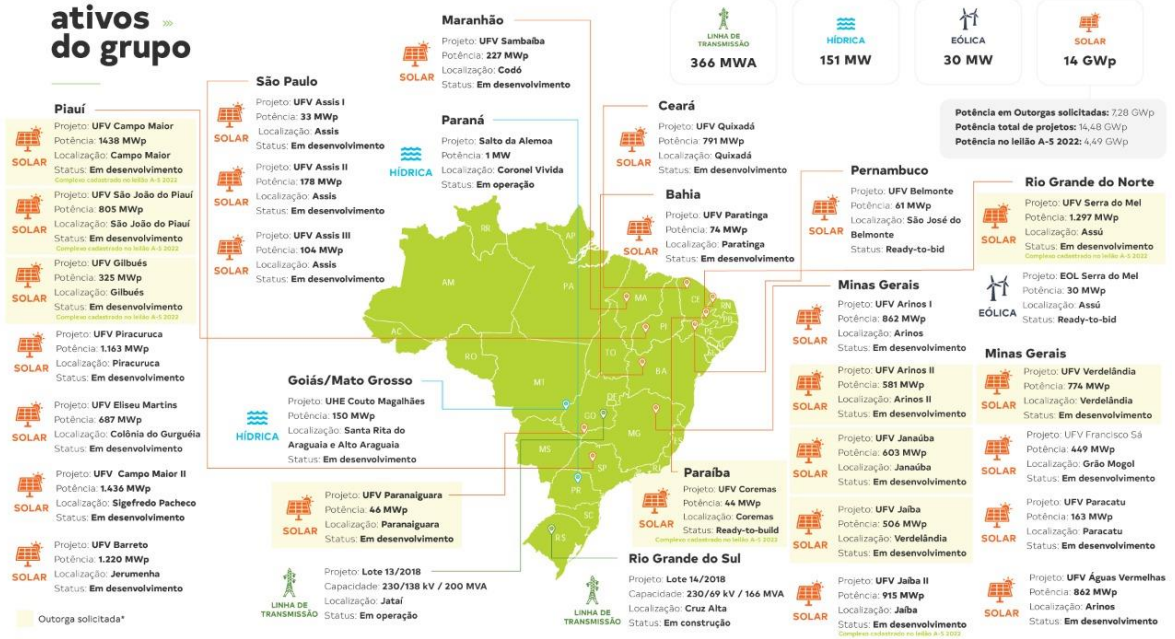 ativos
do grupo
LINHA DE
TRANSMISSÃO
366 MWA
HÍDRICA
151 MW
EÓLICA
30 MW
SOLAR
14 GWp
Potência em Outorgas solicitadas: 7,28 GWp
Potência total de projetos: 14,48 GWp
Potência no leilão A-5 2022: 4,49 GWp
Piauí
SOLAR
Projeto: UFV Campo Maior
Potência: 1438 MWp
Localização: Campo Maior
Status: Em desenvolvimento
Complexo cadastrado no leilão A-5 2022
SOLAR
Projeto: UFV São João do Piauí
Potência: 805 MWp
Localização: São João do Piauí
Status: Em desenvolvimento
Complexo cadastrado no leilão A-5 2022
SOLAR
Projeto: UFV Gilbués
Potência: 325 MWp
Localização: Gilbués
Status: Em desenvolvimento
Complexo cadastrado no leilão A-5 2022
SOLAR
Projeto: UFV Piracuruca
Potência: 1.163 MWp
Localização: Piracuruca
Status: Em desenvolvimento
SOLAR
Projeto: UFV Eliseu Martins
Potência: 687 MWp
Localização: Colônia do Gurguéia
Status: Em desenvolvimento
SOLAR
Projeto: UFV Campo Maior II
Potência: 1.436 MWp
Localização: Sigefredo Pacheco
Status: Em desenvolvimento
SOLAR
Projeto: UFV Barreto
Potência: 1.220 MWp
Localização: Jerumenha
Status: Em desenvolvimento
Outorga solicitada*
São Paulo
SOLAR
Projeto: UFV Assis I
Potência: 33 MWp
Localização: Assis
Status: Em desenvolvimento
SOLAR
Projeto: UFV Assis II
Potência: 178 MWp
Localização: Assis
Status: Em desenvolvimento
SOLAR
Projeto: UFV Assis III
Potência: 104 MWp
Localização: Assis
Status: Em desenvolvimento
Maranhão
SOLAR
Projeto: UFV Sambaíba
Potência: 227 MWp
Localização: Codó
Status: Em desenvolvimento
Paraná
HÍDRICA
Projeto: Salto da Alemoa
Potência: 1 MW
Localização: Coronel Vivida
Status: Em operação
Ceará
SOLAR
Projeto: UFV Quixadá
Potência: 791 MWp
Localização: Quixadá
Status: Em desenvolvimento
Bahia
SOLAR
Projeto: UFV Paratinga
Potência: 74 MWp
Localização: Paratinga
Status: Em desenvolvimento
Pernambuco
SOLAR
Projeto: UFV Belmonte
Potência: 61 MWp
Localização: São José do
Belmonte
Status: Ready-to-bid
Rio Grande do Norte
SOLAR
Projeto: UFV Serra do Mel
Potência: 1.297 MWp
Localização: Assú
Status: Em desenvolvimento
Complexo cadastrado no leilão A-5 2022
EÓLICA
Projeto: EOL Serra do Mel
Potência: 30 MWp
Localização: Assú
Status: Ready-to-bid
Minas Gerais
SOLAR
Projeto: UFV Arinos I
Potência: 862 MWp
Localização: Arinos
Status: Em desenvolvimento
SOLAR
Projeto: UFV Arinos II
Potência: 581 MWp
Localização: Arinos II
Status: Em desenvolvimento
SOLAR
Projeto: UFV Janaúba
Potência: 603 MWp
Localização: Janaúba
Status: Em desenvolvimento
SOLAR
Projeto: UFV Jaíba
Potência: 506 MWp
Localização: Verdelândia
Status: Em desenvolvimento
SOLAR
Projeto: UFV Jaíba II
Potência: 915 MWp
Localização: Jaíba
Status: Em desenvolvimento
Complexo cadastrado no leilão A-5 2022
Minas Gerais
SOLAR
Projeto: UFV Verdelândia
Potência: 774 MWp
Localização: Verdelândia
Status: Em desenvolvimento
SOLAR
Projeto: UFV Francisco Sá
Potência: 449 MWp
Localização: Grão Mogol
Status: Em desenvolvimento
SOLAR
Projeto: UFV Paracatu
Potência: 163 MWp
Localização: Paracatu
Status: Em desenvolvimento
SOLAR
Projeto: UFV Águas Vermelhas
Potência: 862 MWp
Localização: Arinos
Status: Em desenvolvimento
Goiás/Mato Grosso
HÍDRICA
Projeto: UHE Couto Magalhães
Potência: 150 MWp
Localização: Santa Rita do
Araguaia e Alto Araguaia
Status: Em desenvolvimento
SOLAR
Projeto: UFV Paranaiguara
Potência: 46 MWp
Localização: Paranaiguara
Status: Em desenvolvimento
LINHA DE
TRANSMISSÃO
Projeto: Lote 13/2018
Capacidade: 230/138 kV / 200 MVA
Localização: Jataí
Status: Em operação
Paraíba
SOLAR
Projeto: UFV Coremas
Potência: 44 MWp
Localização: Coremas
Status: Ready-to-build
Complexo cadastrado no leilão A-5 2022
Rio Grande do Sul
LINHA DE
TRANSMISSÃO
Projeto: Lote 14/2018
Capacidade: 230/69 kV / 166 MVA
Localização: Cruz Alta
Status: Em construção
RR
AP
AM
PA
MA
CE
RN
PB
PE
AL
PI
AC
RO
TO
BA
MT
DF
GO
MG
ES
MS
SP
RJ
PR
SC
RS